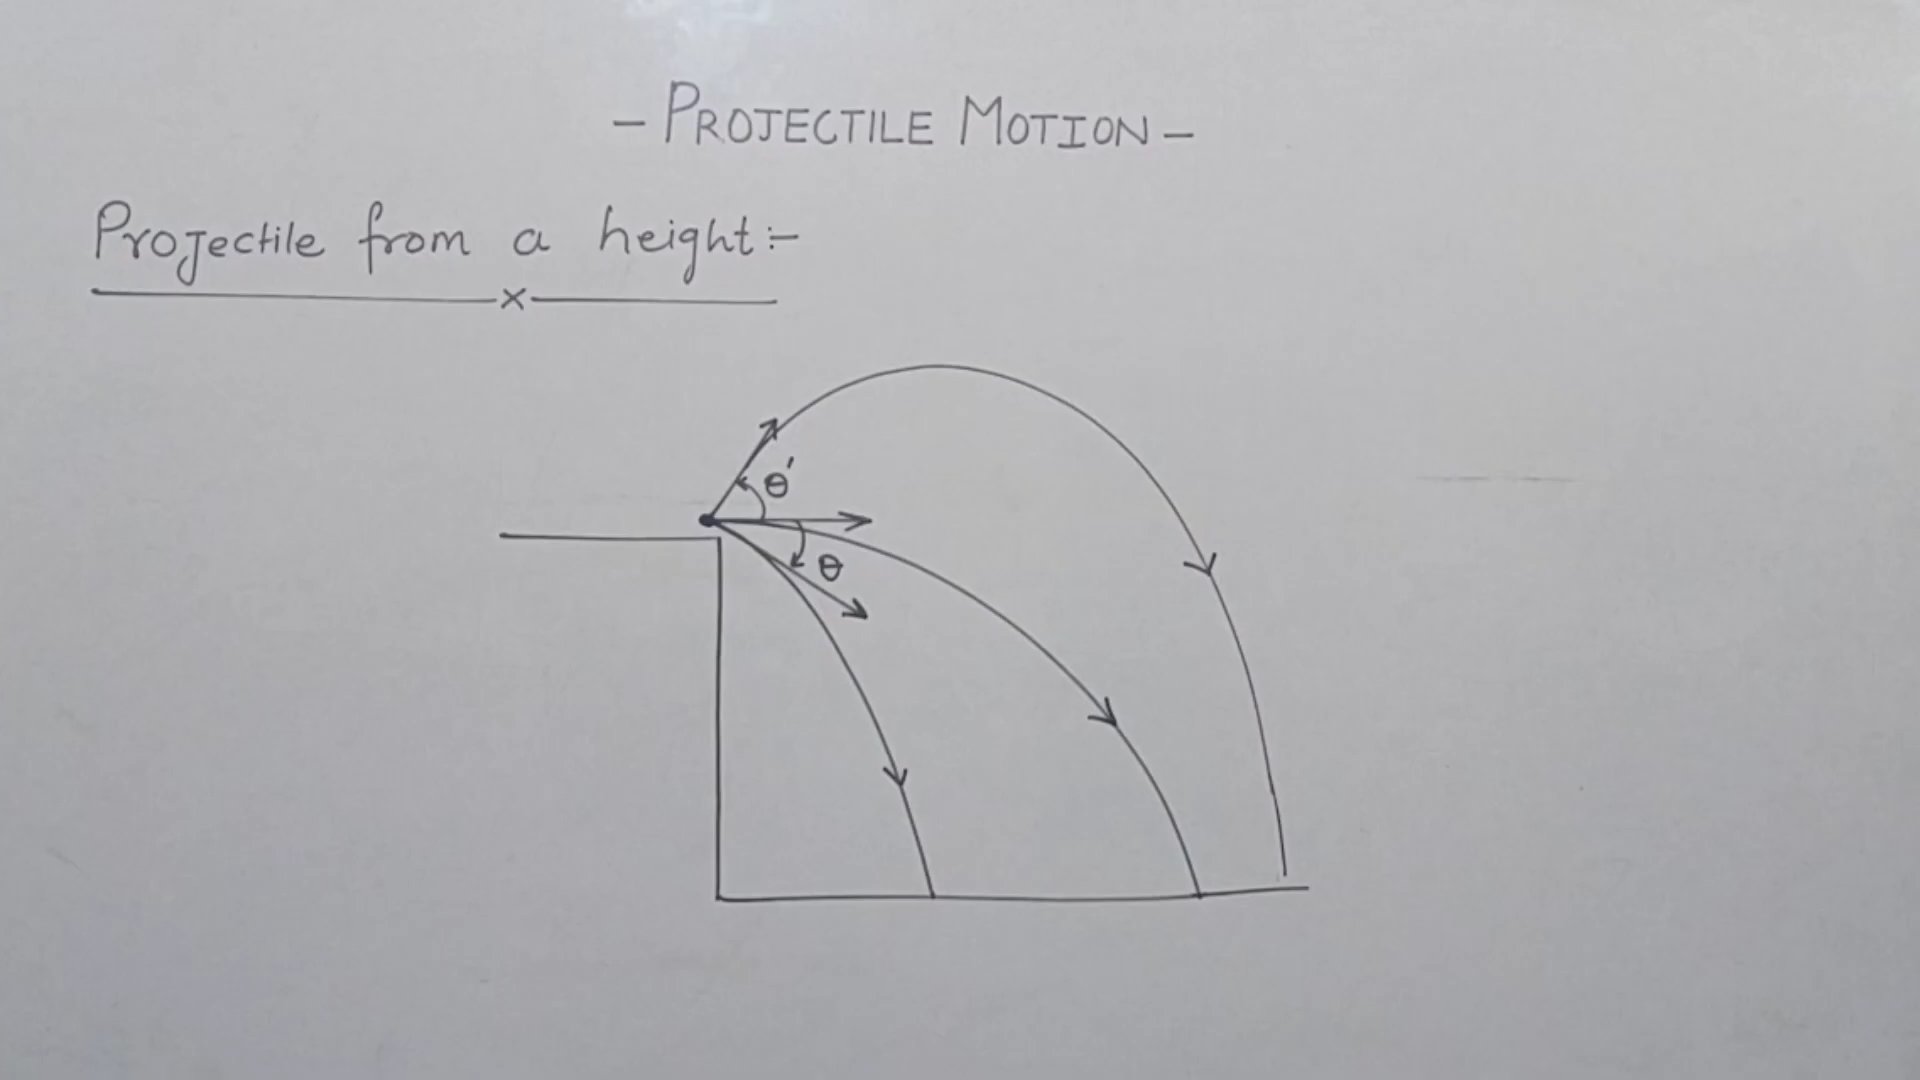 - PROJECTILE MOTION -
Projectile from a height:-
θ'
θ